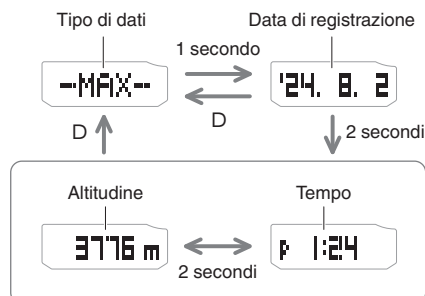 Tipo di dati
Data di registrazione
1 secondo
-MAX-
'24. 8. 2
D
D
2 secondi
Altitudine
Tempo
3776 m
P 1:24
2 secondi